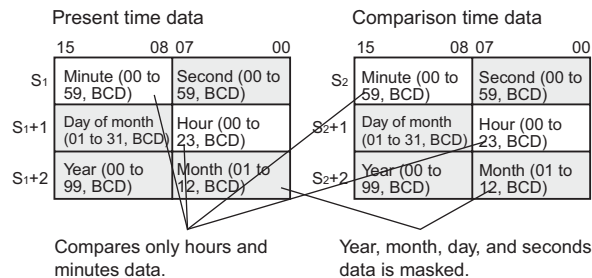 Present time data
Comparison time data
15 08 07 00
15 08 07 00
S1
Minute (00 to
59, BCD)
Second (00 to
59, BCD)
S2
Minute (00 to
59, BCD)
Second (00 to
59, BCD)
S1+1
Day of month
(01 to 31, BCD)
Hour (00 to
23, BCD)
S2+1
Day of month
(01 to 31, BCD)
Hour (00 to
23, BCD)
S1+2
Year (00 to
99, BCD)
Month (01 to
12, BCD)
S2+2
Year (00 to
99, BCD)
Month (01 to
12, BCD)
Compares only hours and
minutes data.
Year, month, day, and seconds
data is masked.